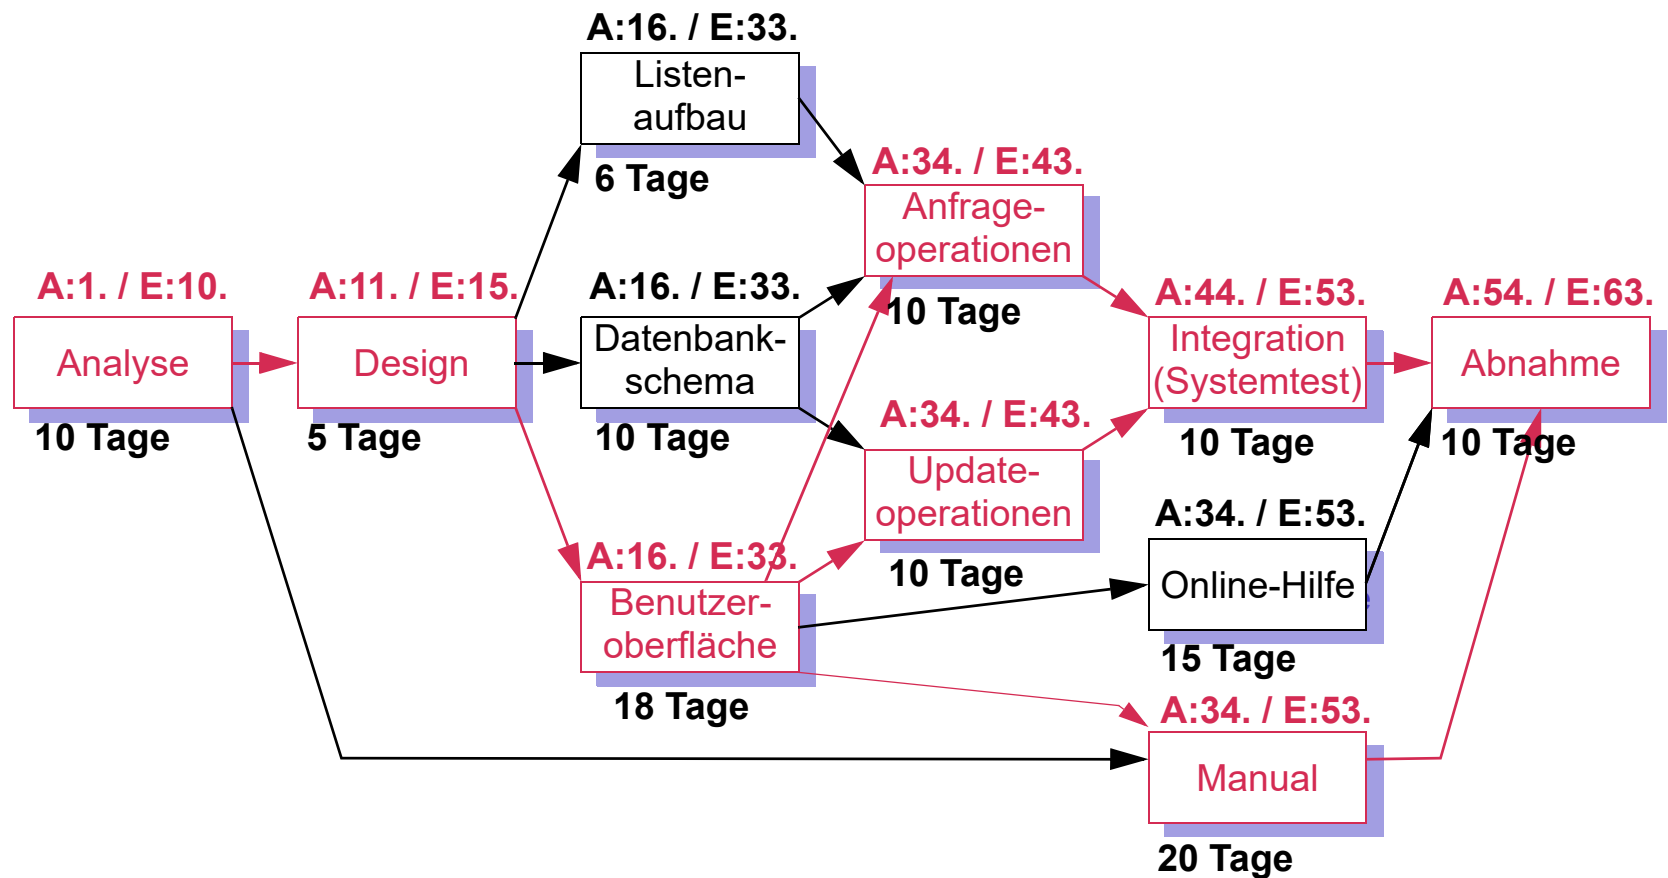 A:16. / E:33.
Listen-
aufbau
6 Tage
A:34. / E:43.
Anfrage-
operationen
10 Tage
A:1. / E:10.
Analyse
10 Tage
A:11. / E:15.
Design
5 Tage
A:16. / E:33.
Datenbank-
schema
10 Tage
A:44. / E:53.
Integration
(Systemtest)
10 Tage
A:54. / E:63.
Abnahme
10 Tage
A:34. / E:43.
Update-
operationen
10 Tage
A:16. / E:33.
Benutzer-
oberfläche
18 Tage
A:34. / E:53.
Online-Hilfe
15 Tage
A:34. / E:53.
Manual
20 Tage